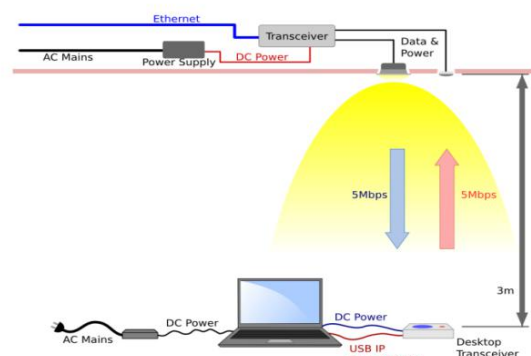 Ethernet
Transceiver
Data &
Power
AC Mains
Power Supply
DC Power
5Mbps
5Mbps
3m
DC Power
DC Power
AC Mains
USB IP
Desktop
Transceiver